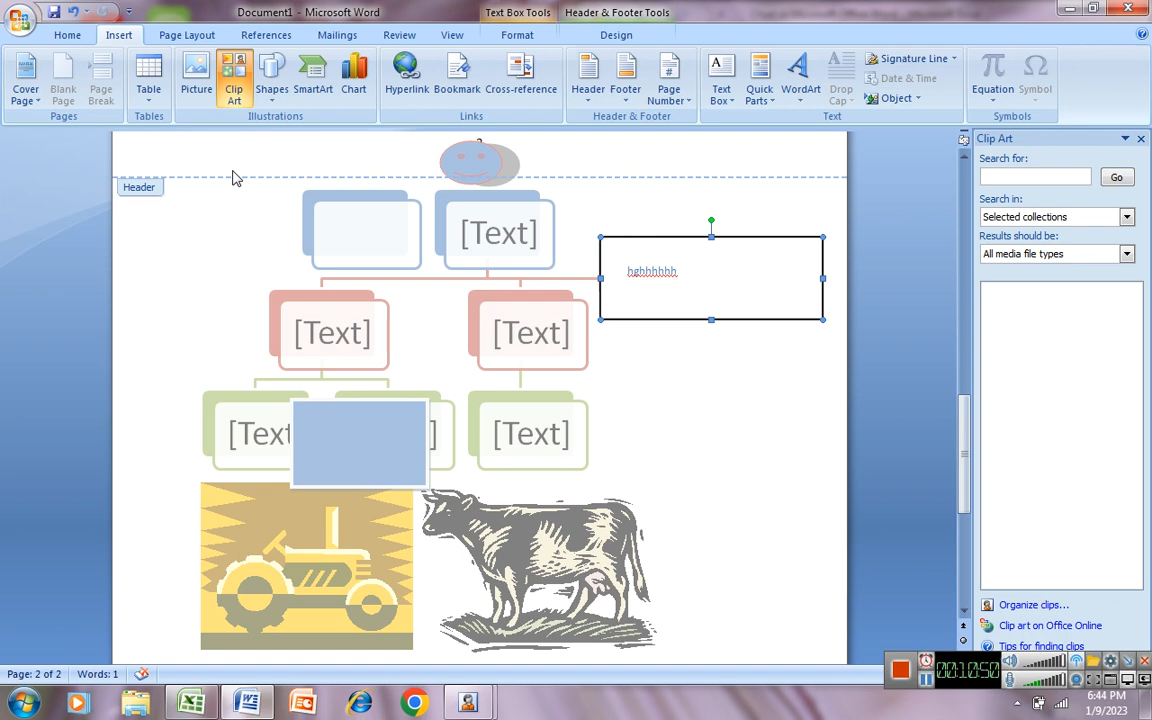 Document1 - Microsoft Word
Text Box Tools
Header & Footer Tools
Home
Insert
Page Layout
References
Mailings
Review
View
Format
Design
Cover Page
Blank Page
Page Break
Table
Picture
Clip Art
Shapes
SmartArt
Chart
Hyperlink
Bookmark
Cross-reference
Header
Footer
Page Number
Text Box
Quick Parts
WordArt
Drop Cap
Signature Line
Date & Time
Object
Equation
Symbol
Pages
Tables
Illustrations
Links
Header & Footer
Text
Symbols
Clip Art
Search for:
Go
Search in:
Selected collections
Results should be:
All media file types
Header
[Text]
hghhhhhh
[Text]
[Text]
[Text
]
[Text]
Organize clips...
Clip art on Office Online
Tips for finding clips
Page: 2 of 2
Words: 1
00:10:50
6:44 PM
1/9/2023